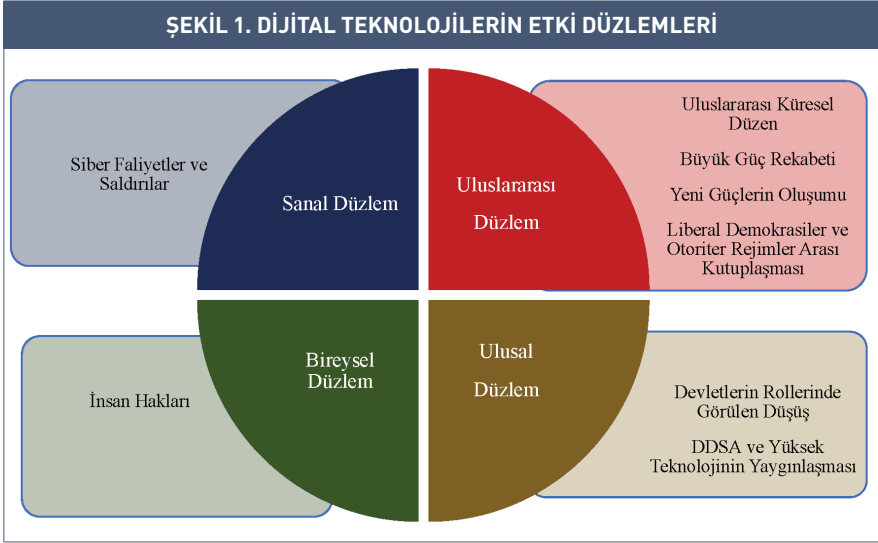 ŞEKİL 1. DİJİTAL TEKNOLOJİLERİN ETKİ DÜZLEMLERİ
Siber Faliyetler ve
Saldırılar
Sanal Düzlem
Uluslararası
Düzlem
Uluslararası Küresel
Düzen
Büyük Güç Rekabeti
Yeni Güçlerin Oluşumu
Liberal Demokrasiler ve
Otoriter Rejimler Arası
Kutuplaşması
İnsan Hakları
Bireysel
Düzlem
Ulusal
Düzlem
Devletlerin Rollerinde
Görülen Düşüş
DDSA ve Yüksek
Teknolojinin Yaygınlaşması